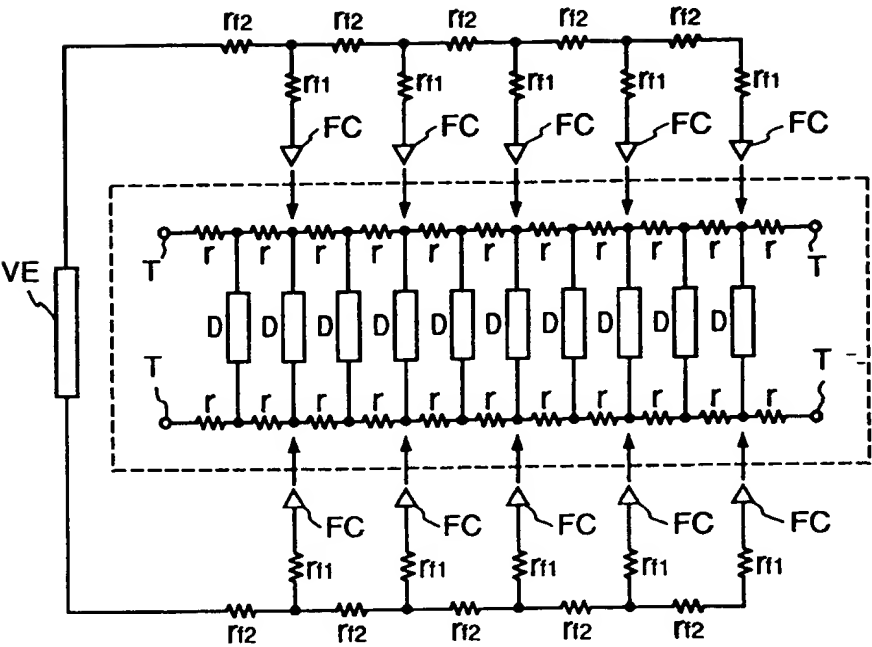 rf2 rf2 rf2 rf2 rf2
rf1 rf1 rf1 rf1 rf1
FC FC FC FC FC
r r r r r r r r r r r
T T
VE
D D D D D D D D D D
T T
r r r r r r r r r r r
FC FC FC FC FC
rf1 rf1 rf1 rf1 rf1
rf2 rf2 rf2 rf2 rf2